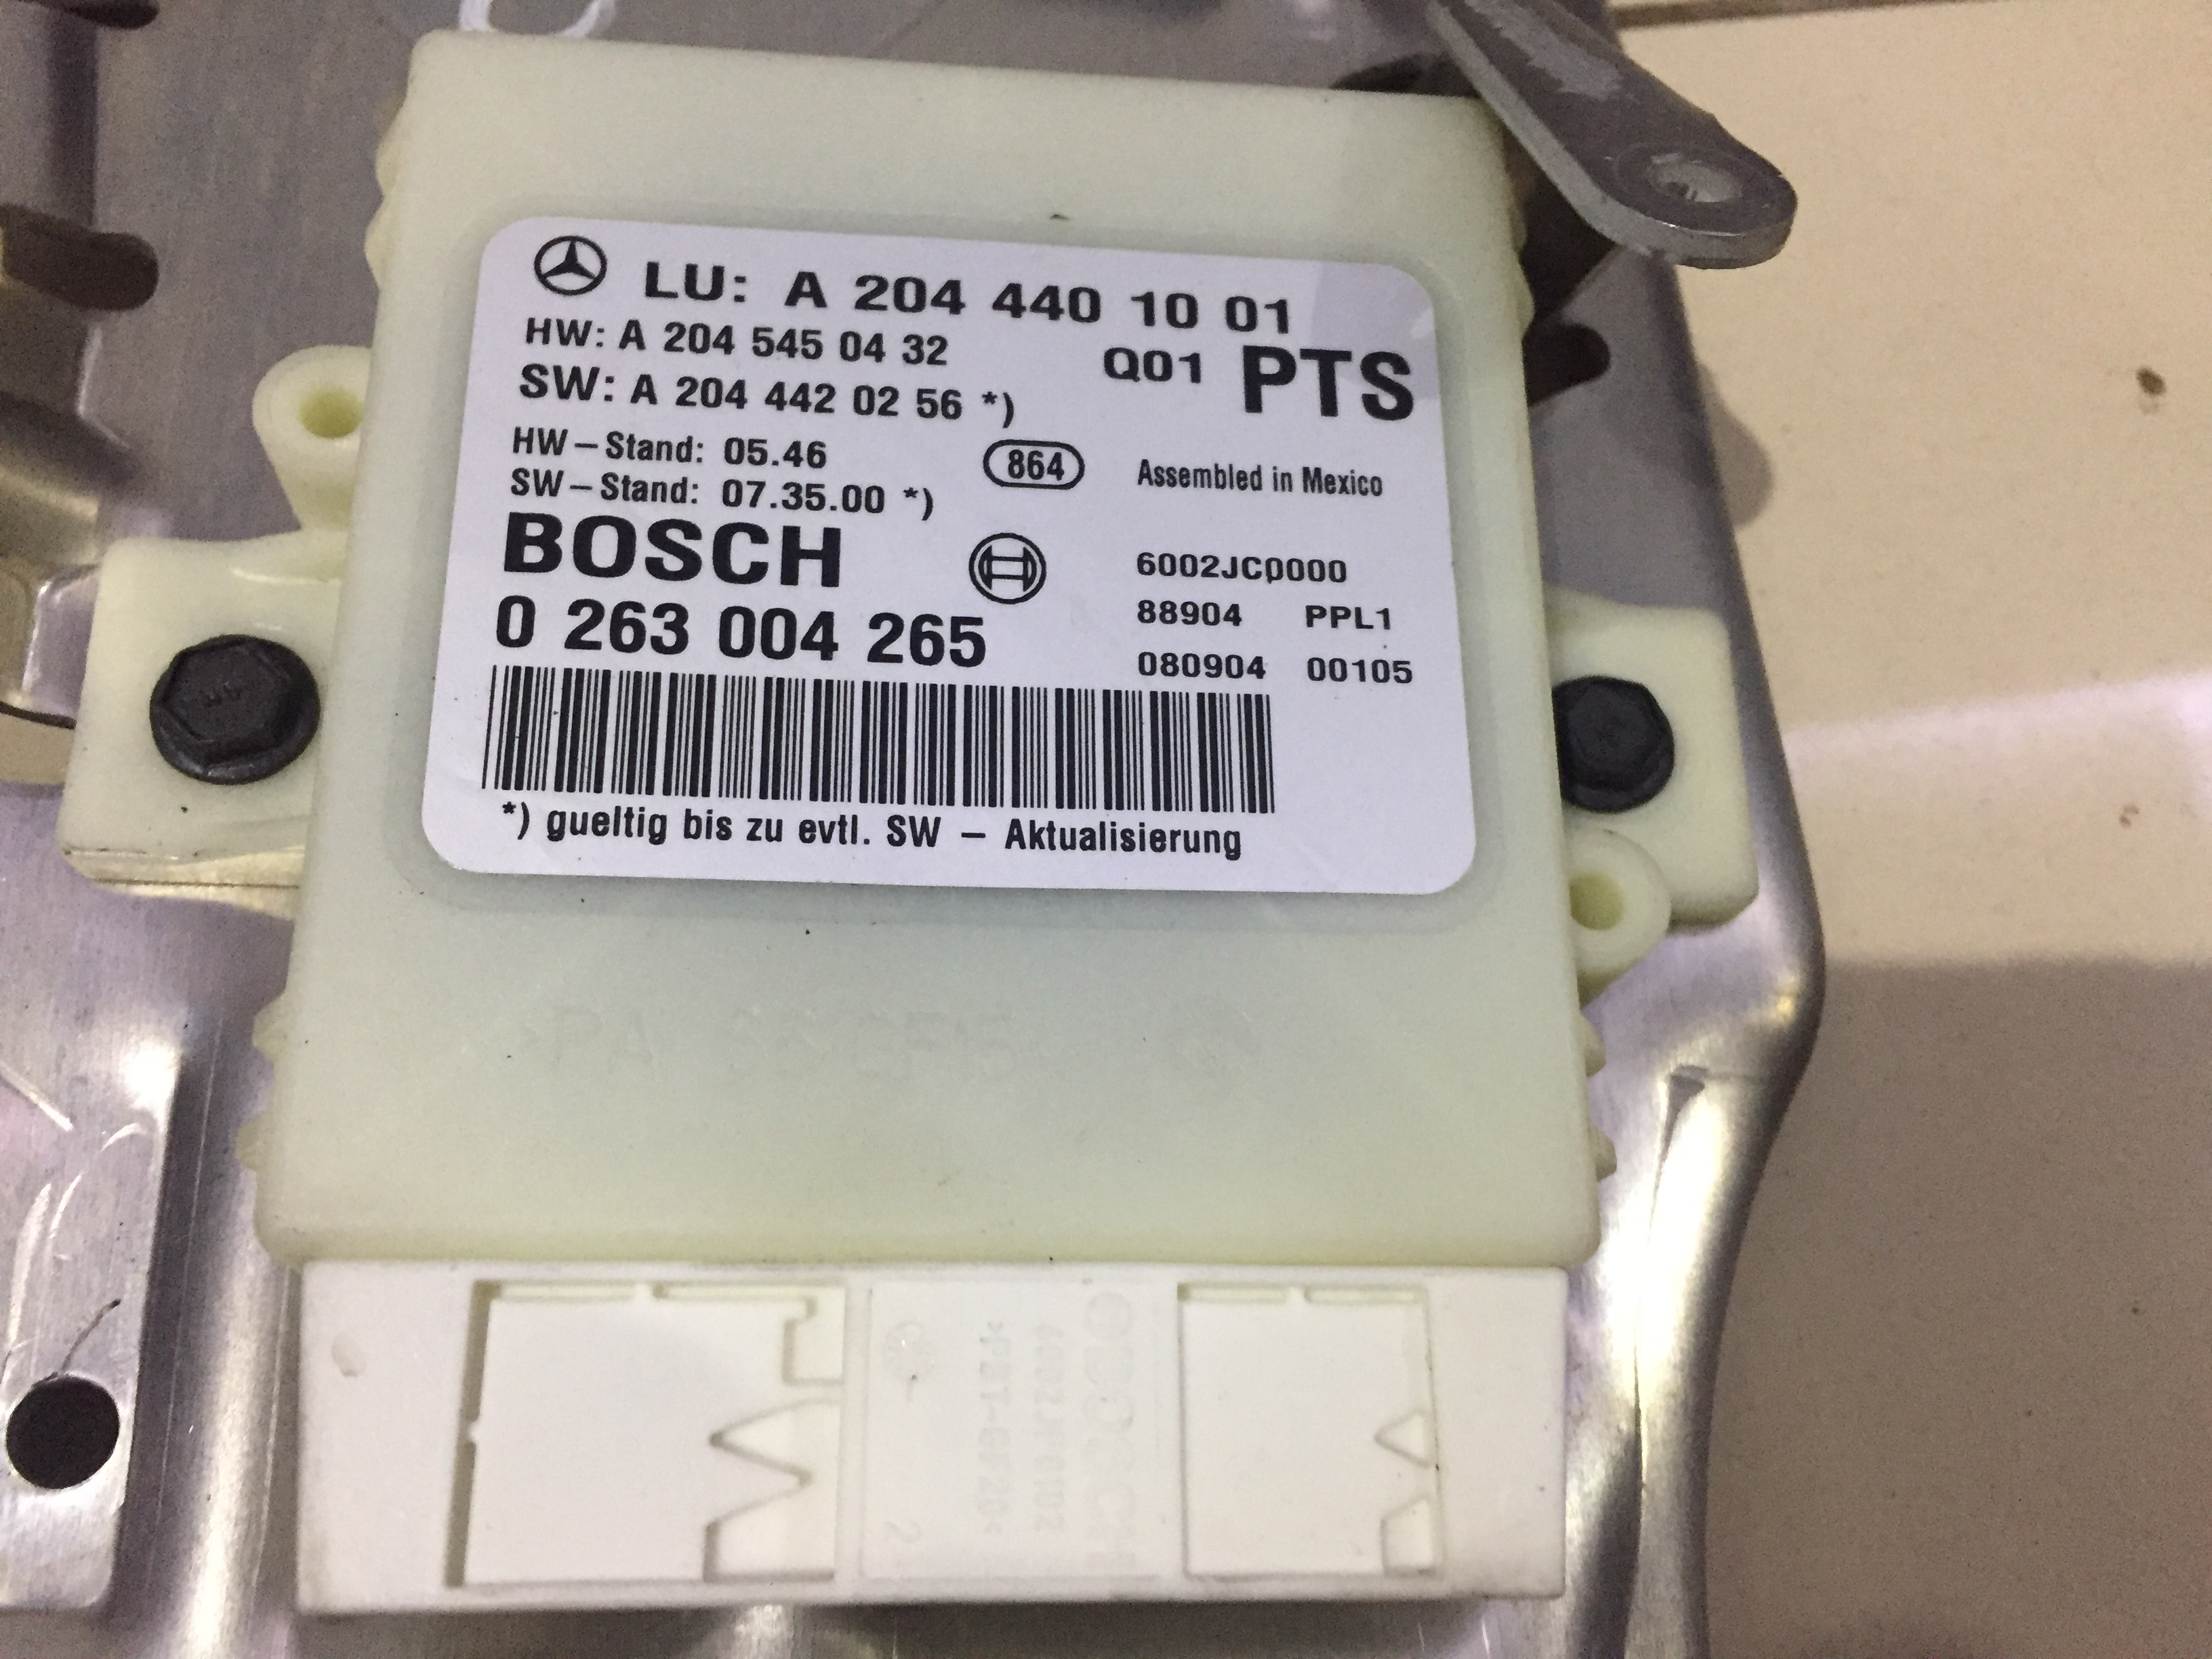 LU: A 204 440 10 01
HW: A 204 545 04 32
Q01 PTS
SW: A 204 442 02 56 *)
HW – Stand: 05.46
864
Assembled in Mexico
SW – Stand: 07.35.00 *)
BOSCH
6002JC0000
0 263 004 265
88904 PPL1
080904 00105
*) gueltig bis zu evtl. SW – Aktualisierung